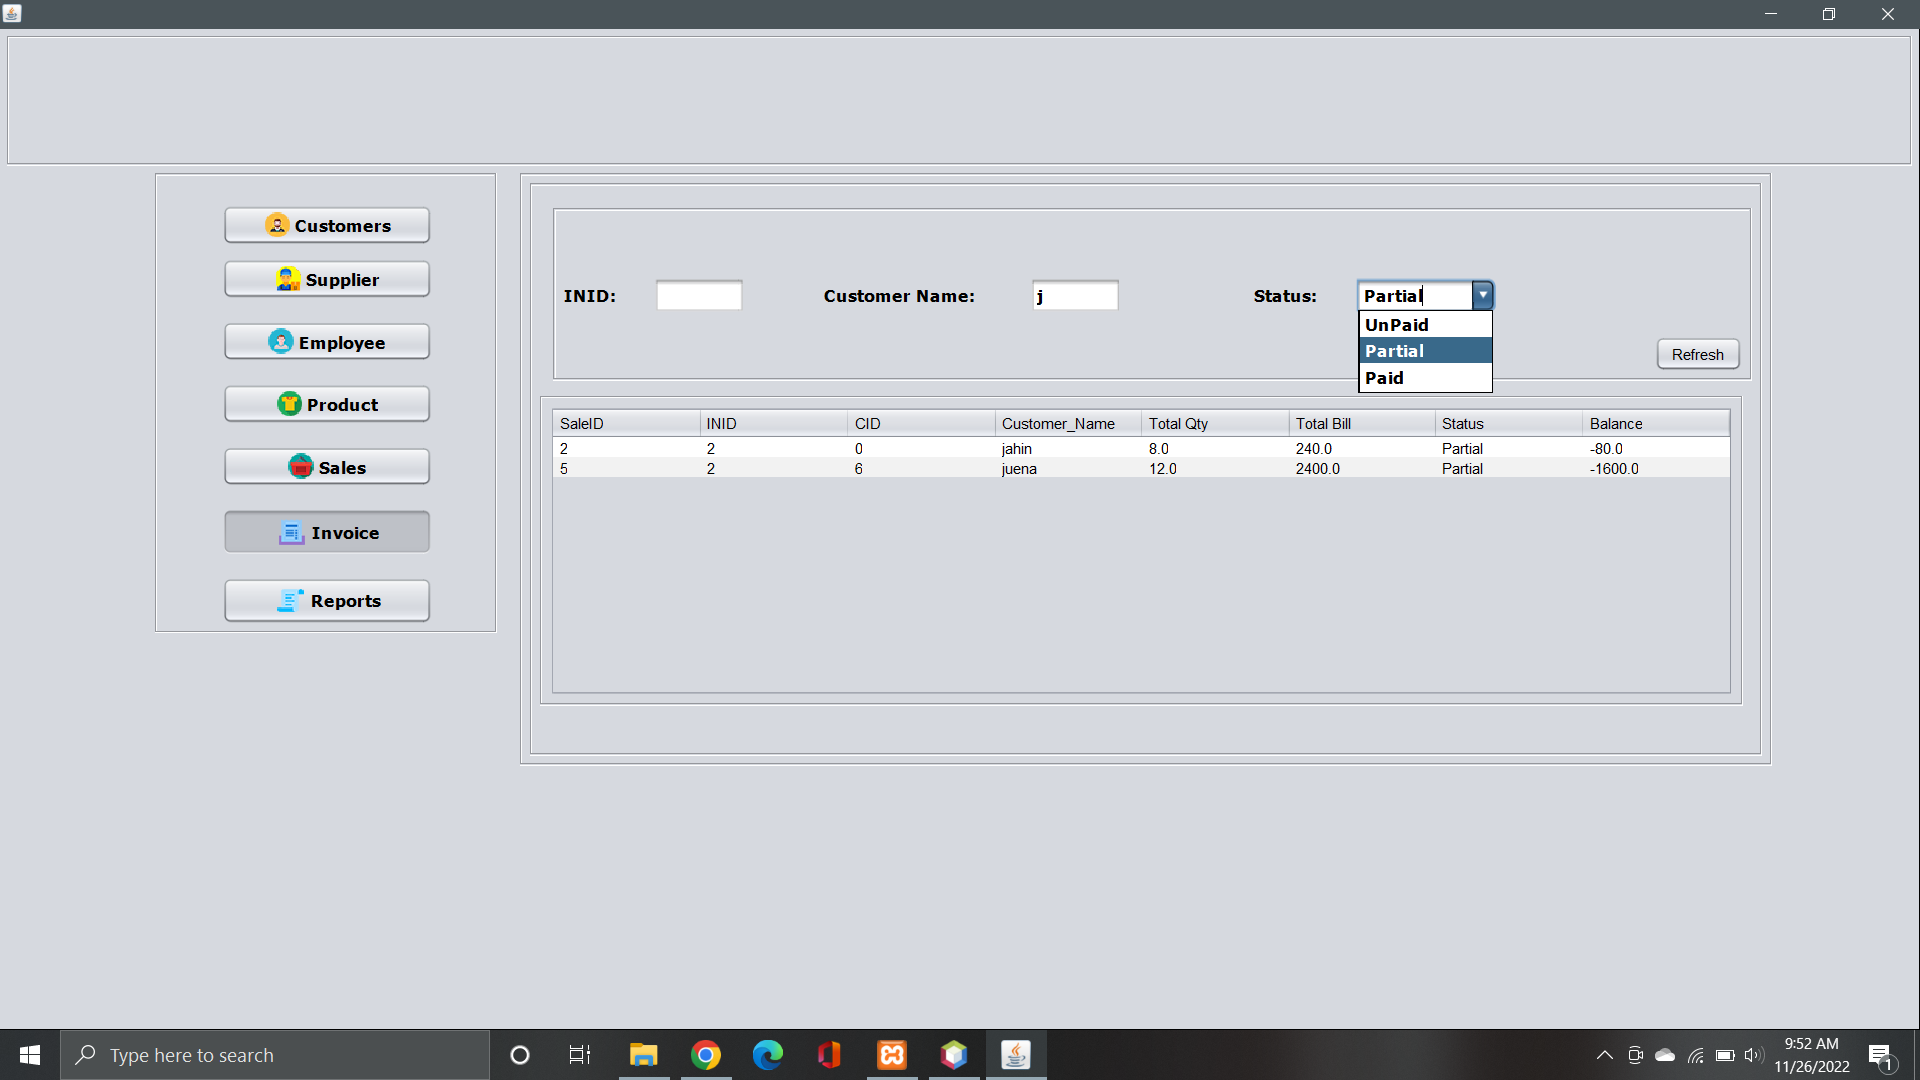 Customers
Supplier
Employee
Product
Sales
Invoice
Reports
INID:
Customer Name: j
Status: Partial
UnPaid
Partial
Paid
Refresh
SaleID INID CID Customer_Name Total Qty Total Bill Status Balance
2 2 0 jahin 8.0 240.0 Partial -80.0
5 2 6 juena 12.0 2400.0 Partial -1600.0
Type here to search
9:52 AM
11/26/2022
1